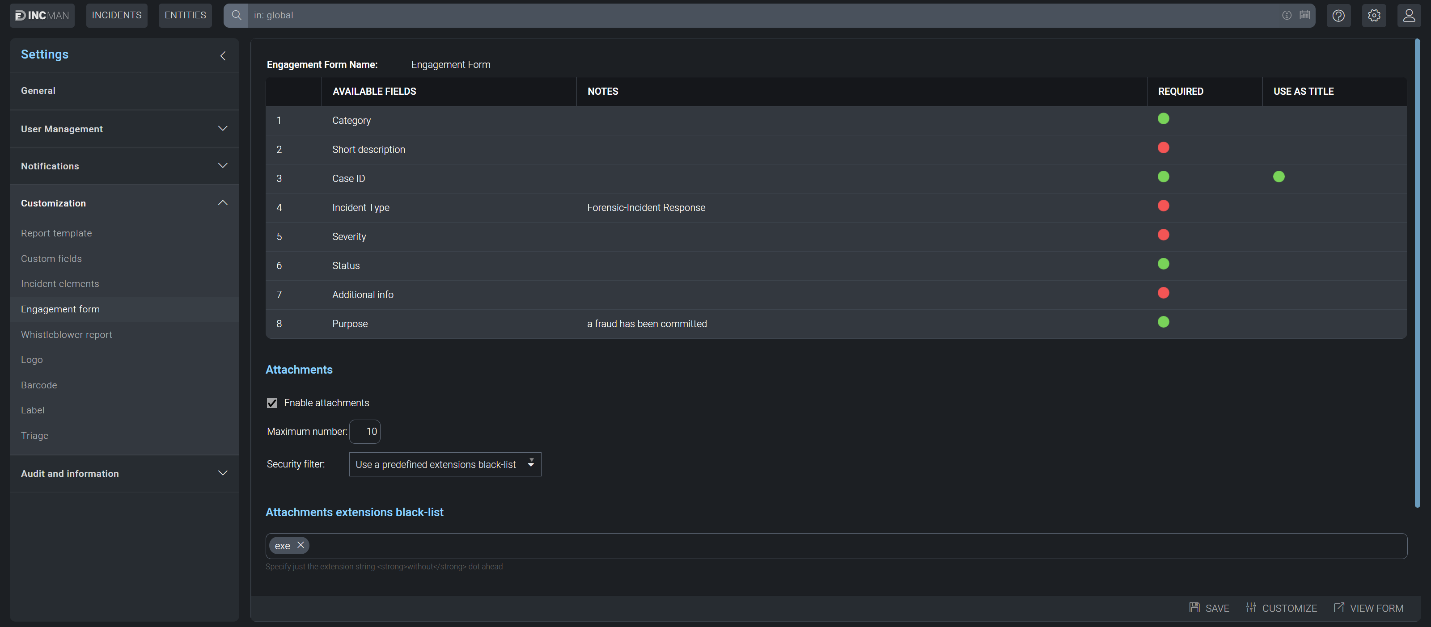 INCMAN
INCIDENTS
ENTITIES
in: global
Settings
General
User Management
Notifications
Customization
Report template
Custom fields
Incident elements
Engagement form
Whistleblower report
Logo
Barcode
Label
Triage
Audit and information
Engagement Form Name: Engagement Form
AVAILABLE FIELDS NOTES REQUIRED USE AS TITLE
1 Category
2 Short description
3 Case ID
4 Incident Type Forensic-Incident Response
5 Severity
6 Status
7 Additional info
8 Purpose a fraud has been committed
Attachments
Enable attachments
Maximum number: 10
Security filter: Use a predefined extensions black-list
Attachments extensions black-list
exe
Specify just the extension string <strong>without</strong> dot ahead
SAVE CUSTOMIZE VIEW FORM